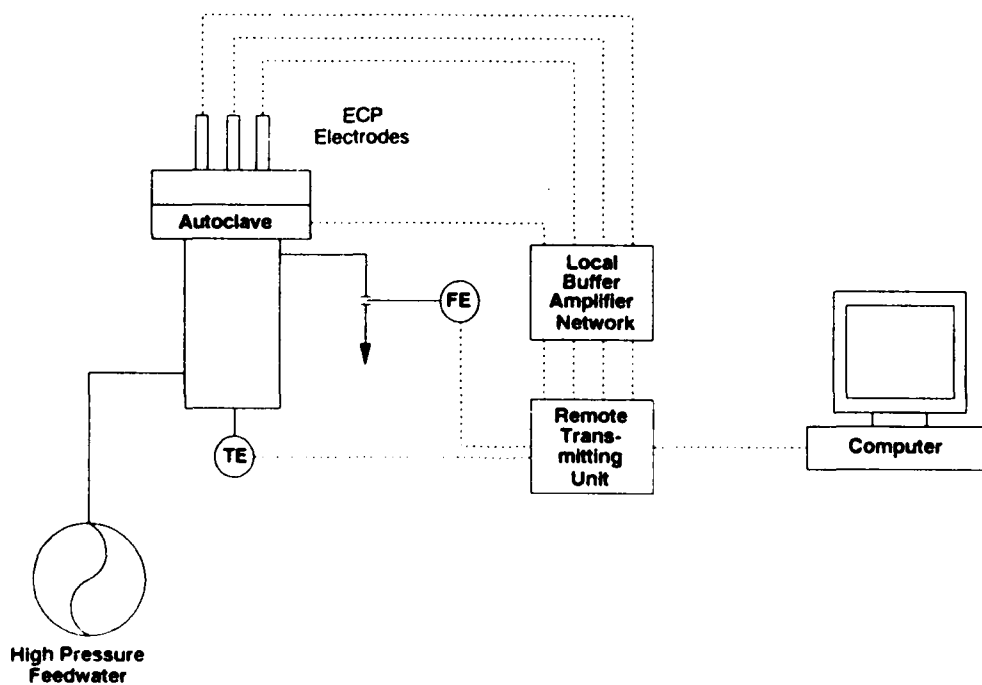 ECP
Electrodes
Autoclave
Local
Buffer
Amplifier
Network
FE
Remote
Trans-
mitting
Unit
TE
Computer
High Pressure
Feedwater